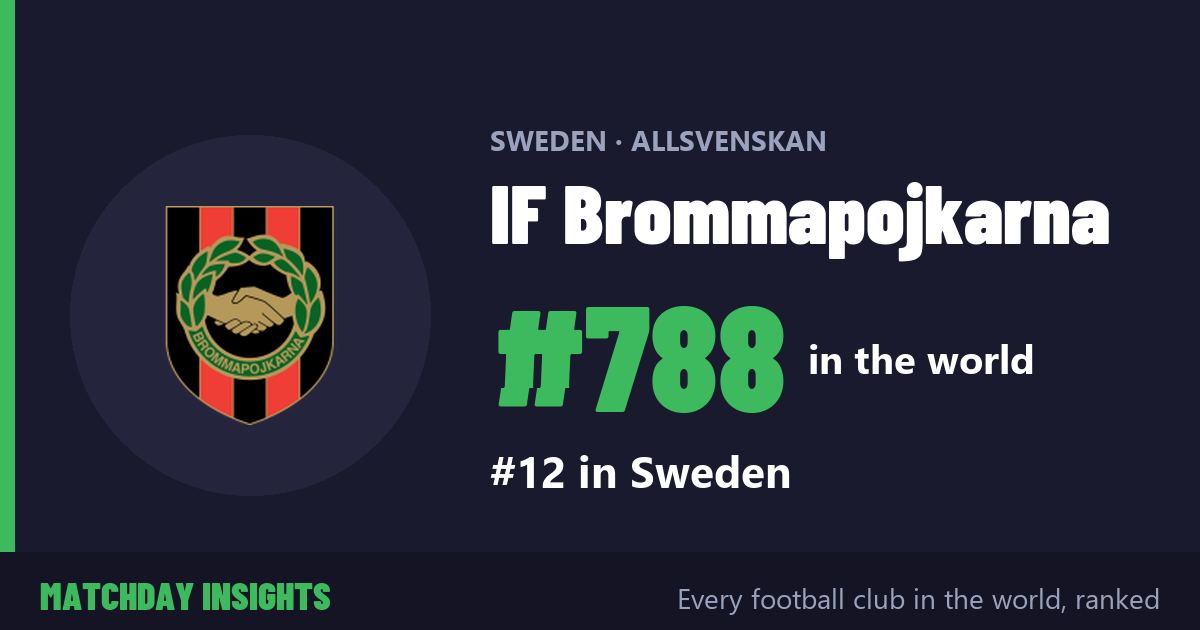 SWEDEN · ALLSVENSKAN
IF Brommapojkarna
#788 in the world
#12 in Sweden
BROMMAPOJKARNA
MATCHDAY INSIGHTS
Every football club in the world, ranked